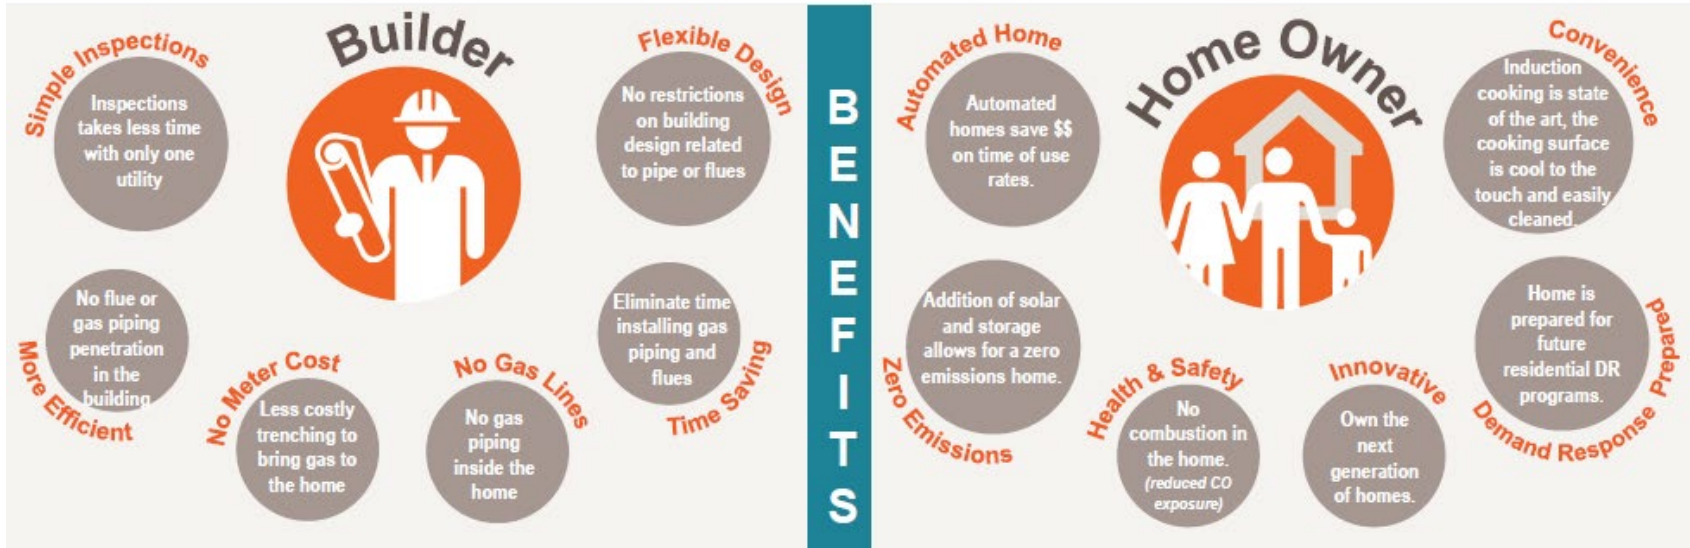 Builder
Simple Inspections
Inspections
takes less time
with only one
utility
Flexible Design
No restrictions
on building
design related
to pipe or flues
More Efficient
No flue or
gas piping
penetration
in the
building
No Meter Cost
Less costly
trenching to
bring gas to
the home
No Gas Lines
No gas
piping
inside the
home
Time Saving
Eliminate time
installing gas
piping and
flues
BENEFITS
Home Owner
Automated Home
Automated
homes save $$
on time of use
rates.
Convenience
Induction
cooking is state
of the art, the
cooking surface
is cool to the
touch and easily
cleaned.
Zero Emissions
Addition of solar
and storage
allows for a zero
emissions home.
Health & Safety
No
combustion in
the home.
(reduced CO
exposure)
Innovative
Own the
next
generation
of homes.
Demand Response Prepared
Home is
prepared for
future
residential DR
programs.